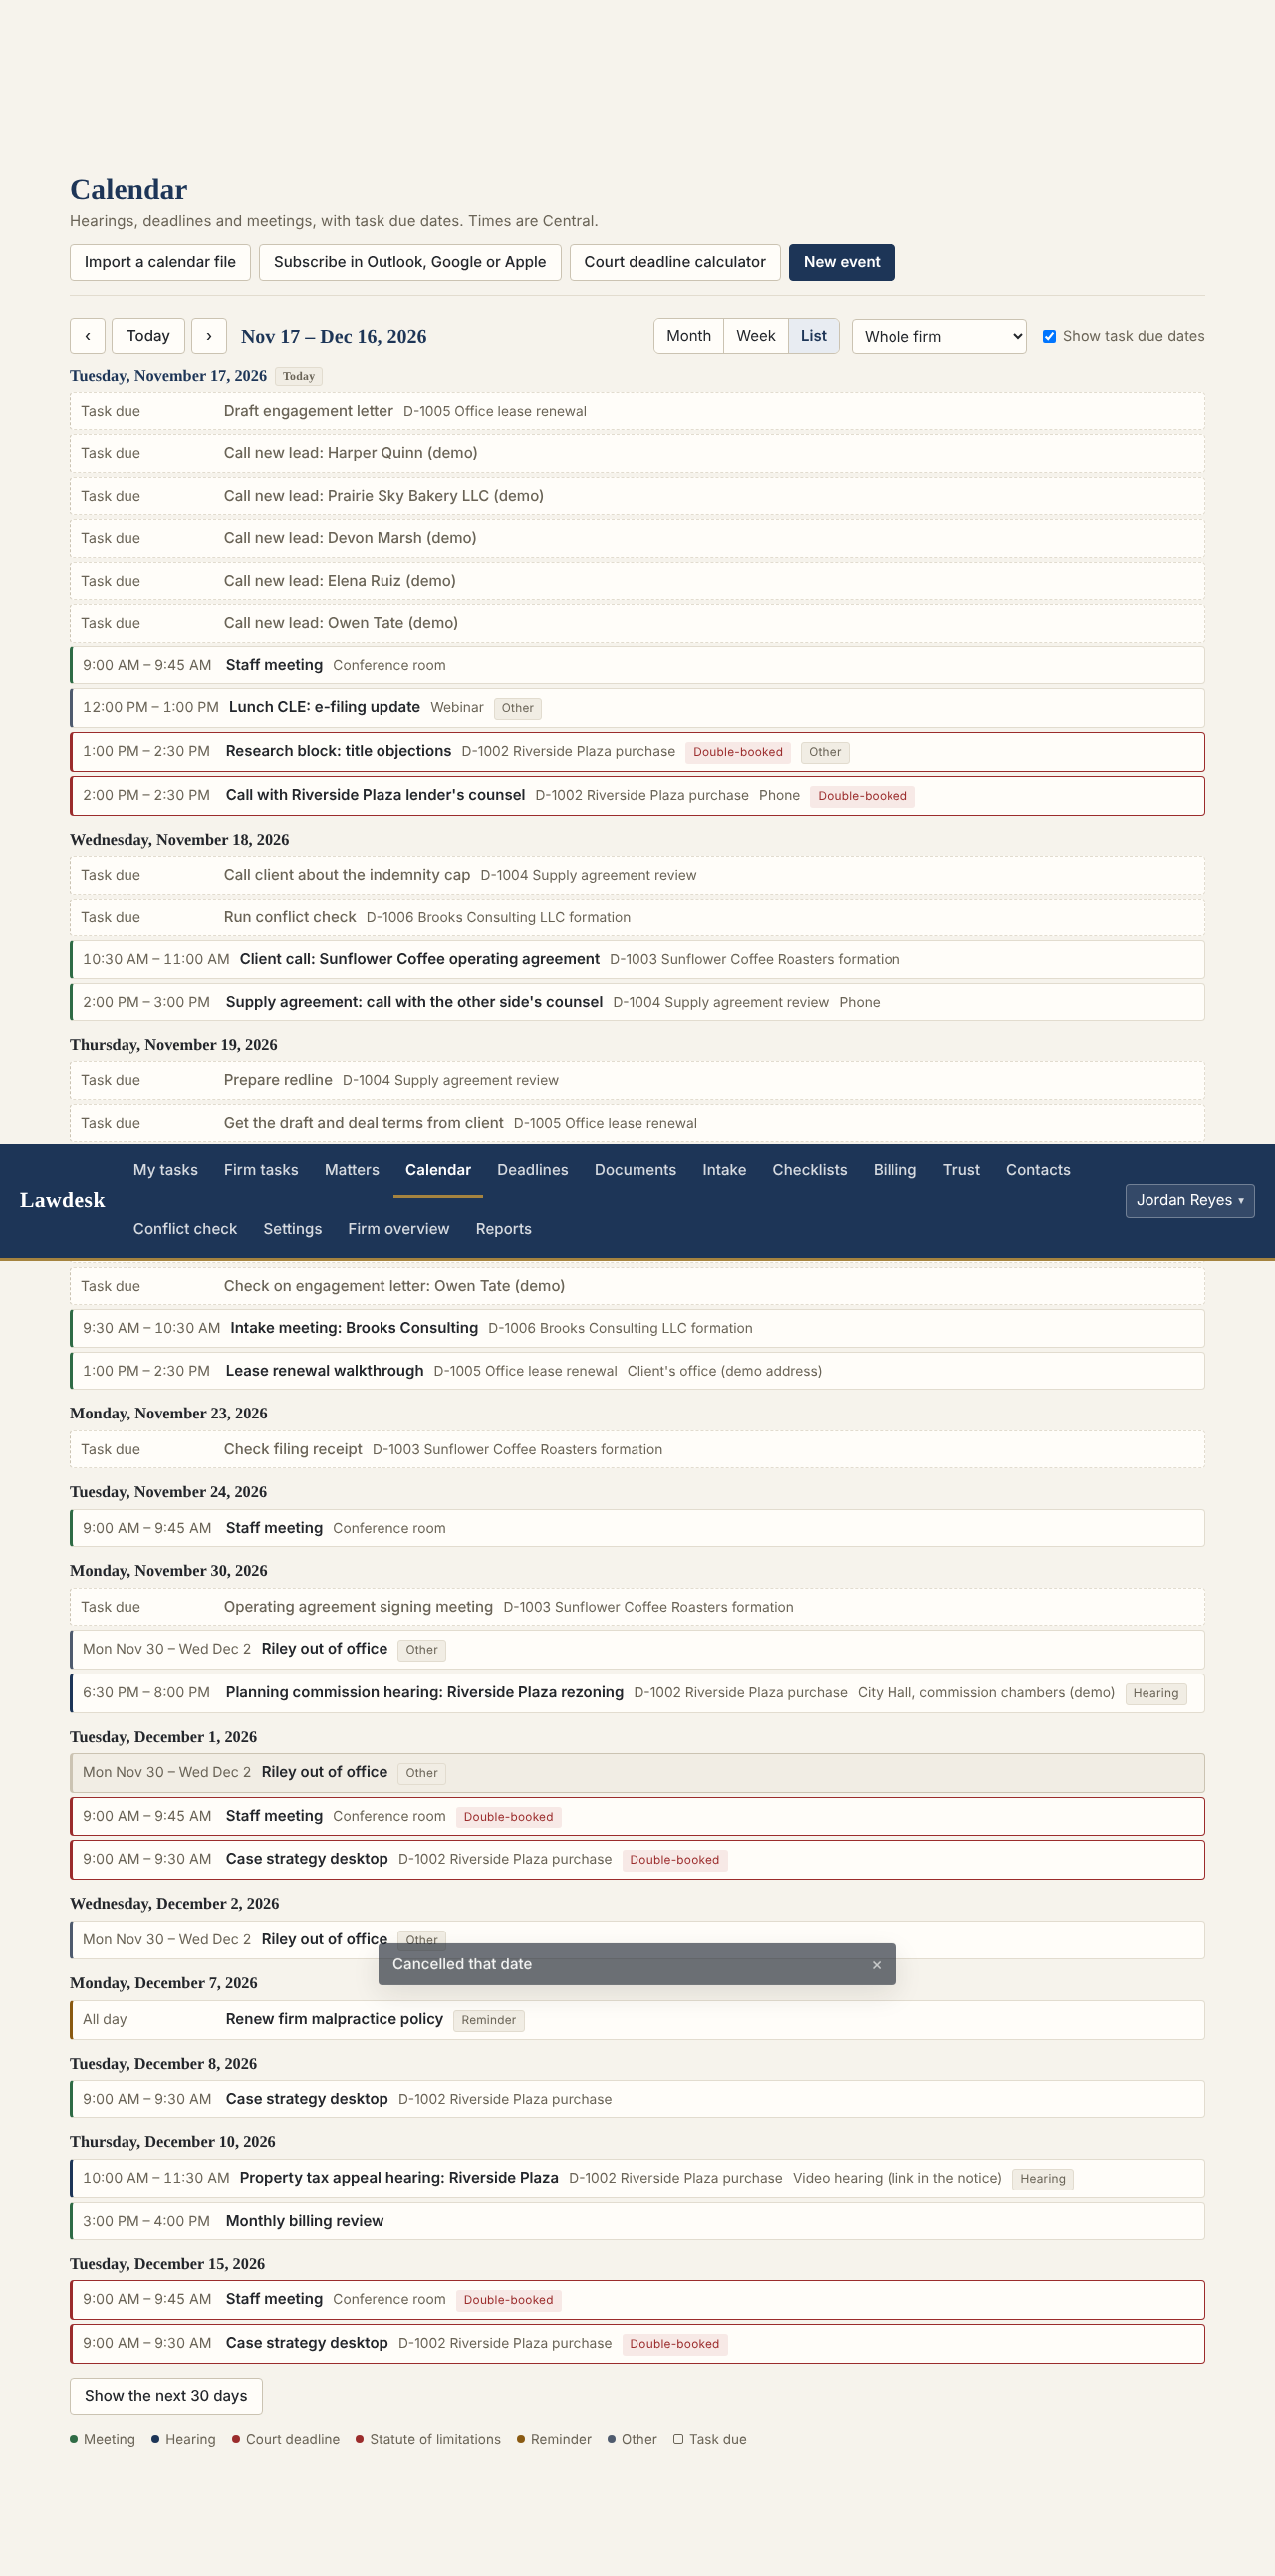 Calendar
Hearings, deadlines and meetings, with task due dates. Times are Central.
Import a calendar file Subscribe in Outlook, Google or Apple Court deadline calculator New event
‹ Today › Nov 17 – Dec 16, 2026 Month Week List Whole firm Show task due dates
Tuesday, November 17, 2026 Today
Task due Draft engagement letter D-1005 Office lease renewal
Task due Call new lead: Harper Quinn (demo)
Task due Call new lead: Prairie Sky Bakery LLC (demo)
Task due Call new lead: Devon Marsh (demo)
Task due Call new lead: Elena Ruiz (demo)
Task due Call new lead: Owen Tate (demo)
9:00 AM – 9:45 AM Staff meeting Conference room
12:00 PM – 1:00 PM Lunch CLE: e-filing update Webinar Other
1:00 PM – 2:30 PM Research block: title objections D-1002 Riverside Plaza purchase Double-booked Other
2:00 PM – 2:30 PM Call with Riverside Plaza lender's counsel D-1002 Riverside Plaza purchase Phone Double-booked
Wednesday, November 18, 2026
Task due Call client about the indemnity cap D-1004 Supply agreement review
Task due Run conflict check D-1006 Brooks Consulting LLC formation
10:30 AM – 11:00 AM Client call: Sunflower Coffee operating agreement D-1003 Sunflower Coffee Roasters formation
2:00 PM – 3:00 PM Supply agreement: call with the other side's counsel D-1004 Supply agreement review Phone
Thursday, November 19, 2026
Task due Prepare redline D-1004 Supply agreement review
Task due Get the draft and deal terms from client D-1005 Office lease renewal
Lawdesk My tasks Firm tasks Matters Calendar Deadlines Documents Intake Checklists Billing Trust Contacts Jordan Reyes ▾
Conflict check Settings Firm overview Reports
Task due Check on engagement letter: Owen Tate (demo)
9:30 AM – 10:30 AM Intake meeting: Brooks Consulting D-1006 Brooks Consulting LLC formation
1:00 PM – 2:30 PM Lease renewal walkthrough D-1005 Office lease renewal Client's office (demo address)
Monday, November 23, 2026
Task due Check filing receipt D-1003 Sunflower Coffee Roasters formation
Tuesday, November 24, 2026
9:00 AM – 9:45 AM Staff meeting Conference room
Monday, November 30, 2026
Task due Operating agreement signing meeting D-1003 Sunflower Coffee Roasters formation
Mon Nov 30 – Wed Dec 2 Riley out of office Other
6:30 PM – 8:00 PM Planning commission hearing: Riverside Plaza rezoning D-1002 Riverside Plaza purchase City Hall, commission chambers (demo) Hearing
Tuesday, December 1, 2026
Mon Nov 30 – Wed Dec 2 Riley out of office Other
9:00 AM – 9:45 AM Staff meeting Conference room Double-booked
9:00 AM – 9:30 AM Case strategy desktop D-1002 Riverside Plaza purchase Double-booked
Wednesday, December 2, 2026
Mon Nov 30 – Wed Dec 2 Riley out of office Other
Cancelled that date ×
Monday, December 7, 2026
All day Renew firm malpractice policy Reminder
Tuesday, December 8, 2026
9:00 AM – 9:30 AM Case strategy desktop D-1002 Riverside Plaza purchase
Thursday, December 10, 2026
10:00 AM – 11:30 AM Property tax appeal hearing: Riverside Plaza D-1002 Riverside Plaza purchase Video hearing (link in the notice) Hearing
3:00 PM – 4:00 PM Monthly billing review
Tuesday, December 15, 2026
9:00 AM – 9:45 AM Staff meeting Conference room Double-booked
9:00 AM – 9:30 AM Case strategy desktop D-1002 Riverside Plaza purchase Double-booked
Show the next 30 days
Meeting Hearing Court deadline Statute of limitations Reminder Other Task due